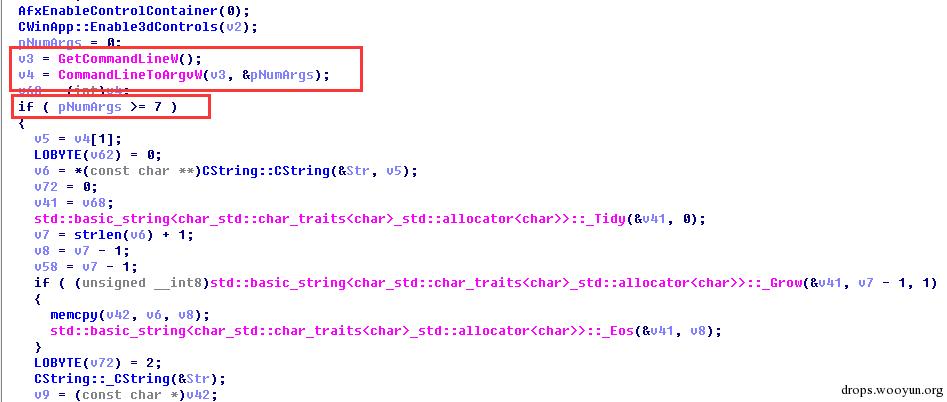 AfxEnableControlContainer(0);
CWinApp::Enable3dControls(v2);
pNumArgs = 0;
v3 = GetCommandLineW();
v4 = CommandLineToArgvW(v3, &pNumArgs);
v68 = (int)v4;
if ( pNumArgs >= 7 )
{
v5 = v4[1];
LOBYTE(v62) = 0;
v6 = *(const char **)CString::CString(&Str, v5);
v72 = 0;
v41 = v68;
std::basic_string<char_std::char_traits<char>_std::allocator<char>>::_Tidy(&v41, 0);
v7 = strlen(v6) + 1;
v8 = v7 - 1;
v58 = v7 - 1;
if ( (unsigned __int8)std::basic_string<char_std::char_traits<char>_std::allocator<char>>::_Grow(&v41, v7 - 1, 1)
{
memcpy(v42, v6, v8);
std::basic_string<char_std::char_traits<char>_std::allocator<char>>::_Eos(&v41, v8);
}
LOBYTE(v72) = 2;
CString::_CString(&Str);
v9 = (const char *)v42;
drops.wooyun.org